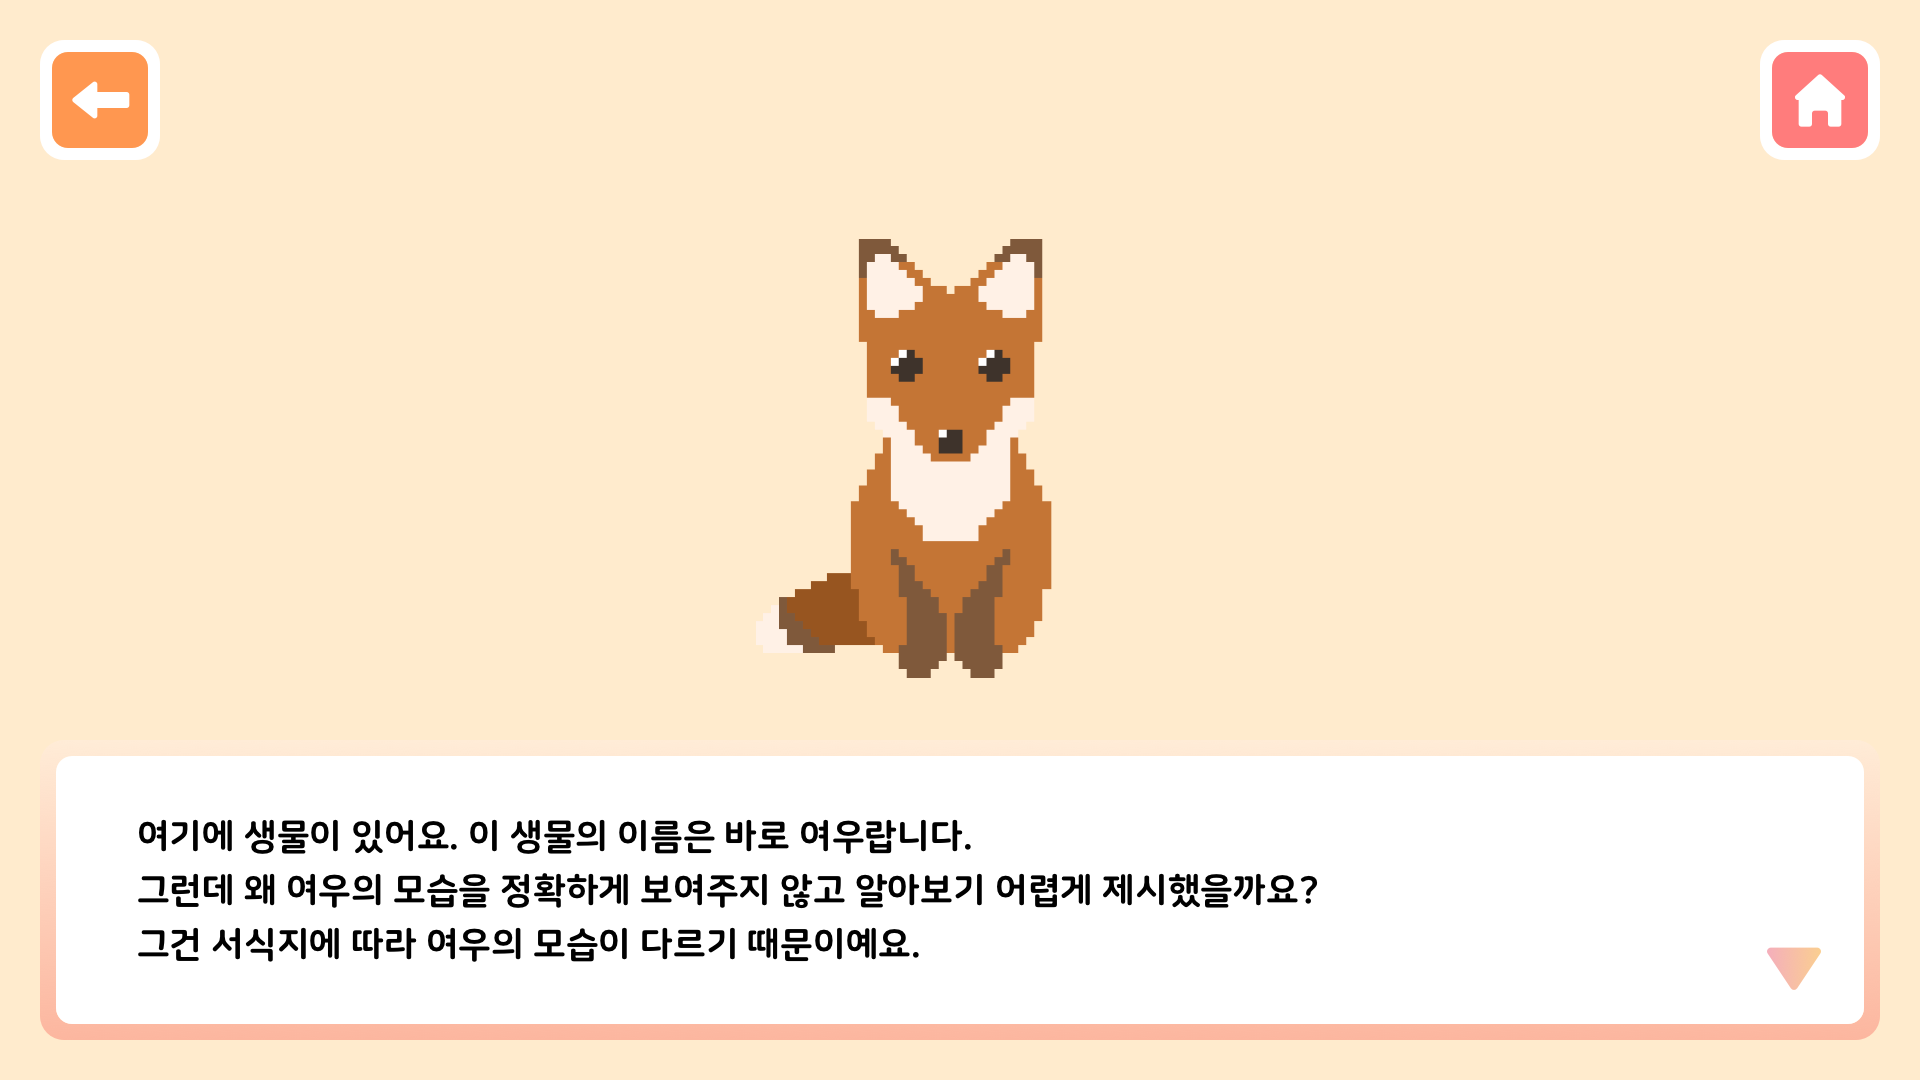 여기에 생물이 있어요. 이 생물의 이름은 바로 여우랍니다.
그런데 왜 여우의 모습을 정확하게 보여주지 않고 알아보기 어렵게 제시했을까요?
그건 서식지에 따라 여우의 모습이 다르기 때문이예요.